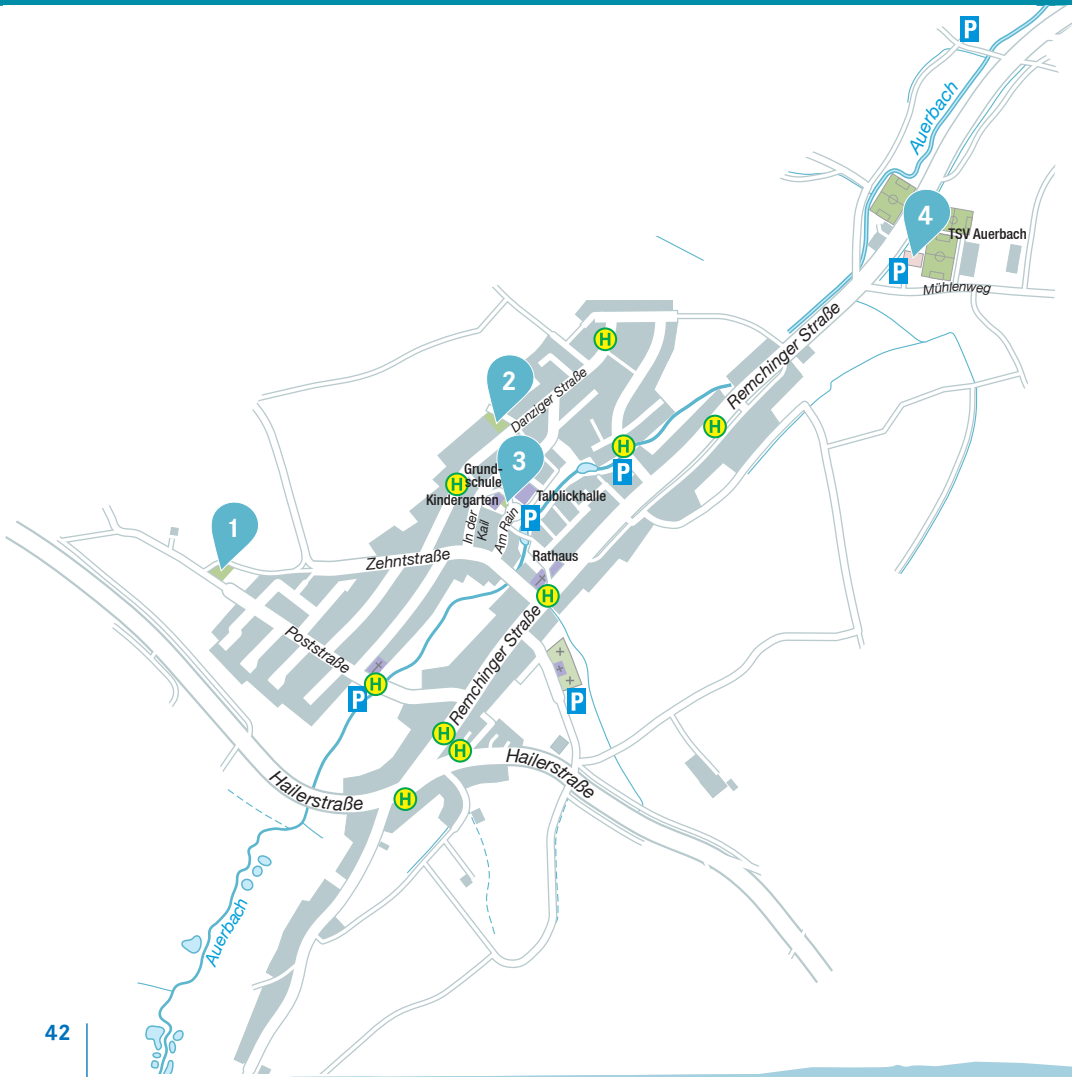 P
Auerbach
4
TSV Auerbach
P
Mühlenweg
Remchinger Straße
H
2
Danziger Straße
H
H
P
3
Grund-
schule
H
Kindergarten
Talblickhalle
In der
Kail
Am Rain
P
1
Zehntstraße
Rathaus
H
Poststraße
Remchinger Straße
H
P
P
H
H
Hailerstraße
Hailerstraße
H
Auerbach
42